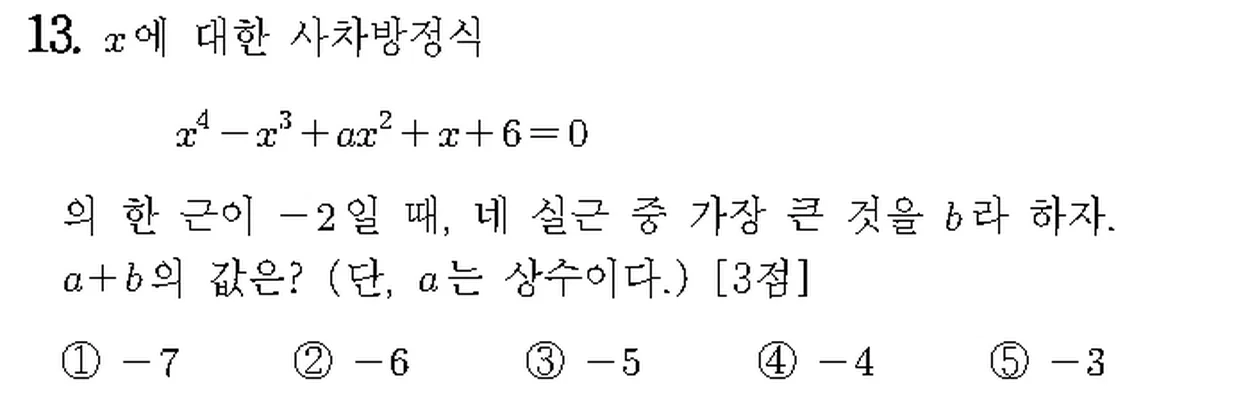 13. x에 대한 사차방정식
x⁴－x³＋ax²＋x＋6＝0
의 한 근이 －2일 때, 네 실근 중 가장 큰 것을 b라 하자.
a＋b의 값은? (단, a는 상수이다.) [3점]
① －7 ② －6 ③ －5 ④ －4 ⑤ －3